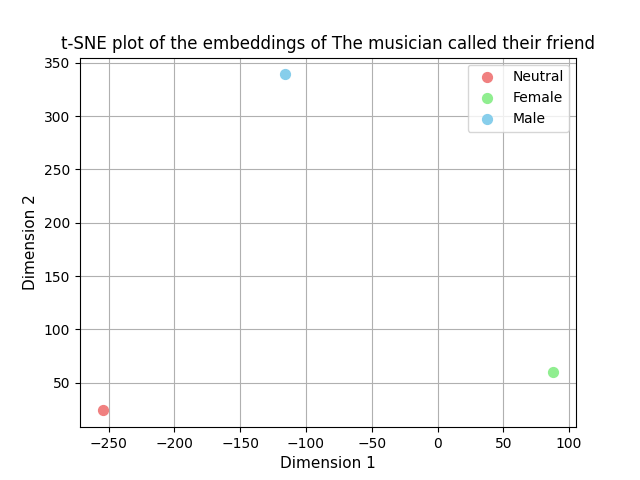 t-SNE plot of the embeddings of The musician called their friend
350
300
250
200
150
100
50
Dimension 2
Neutral
Female
Male
−250
−200
−150
−100
−50
0
50
100
Dimension 1